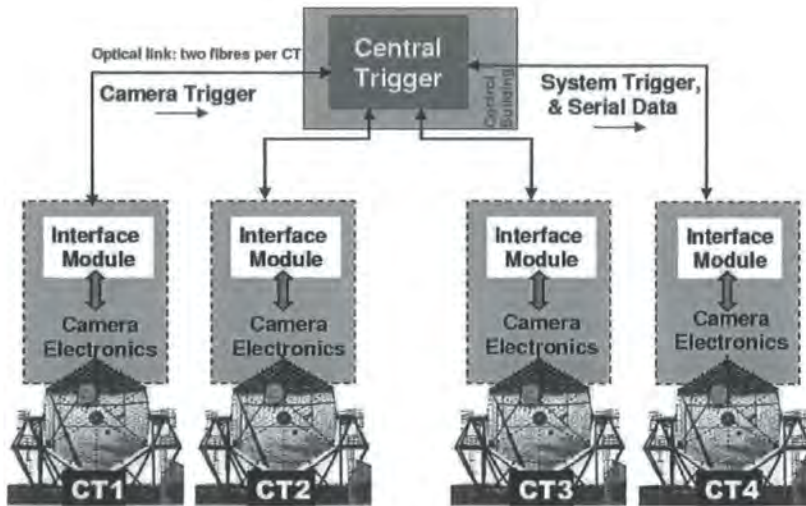 Central
Trigger
Control
Building
Optical link: two fibres per CT
Camera Trigger
System Trigger,
& Serial Data
Interface
Module
Camera
Electronics
CT1
Interface
Module
Camera
Electronics
CT2
Interface
Module
Camera
Electronics
CT3
Interface
Module
Camera
Electronics
CT4